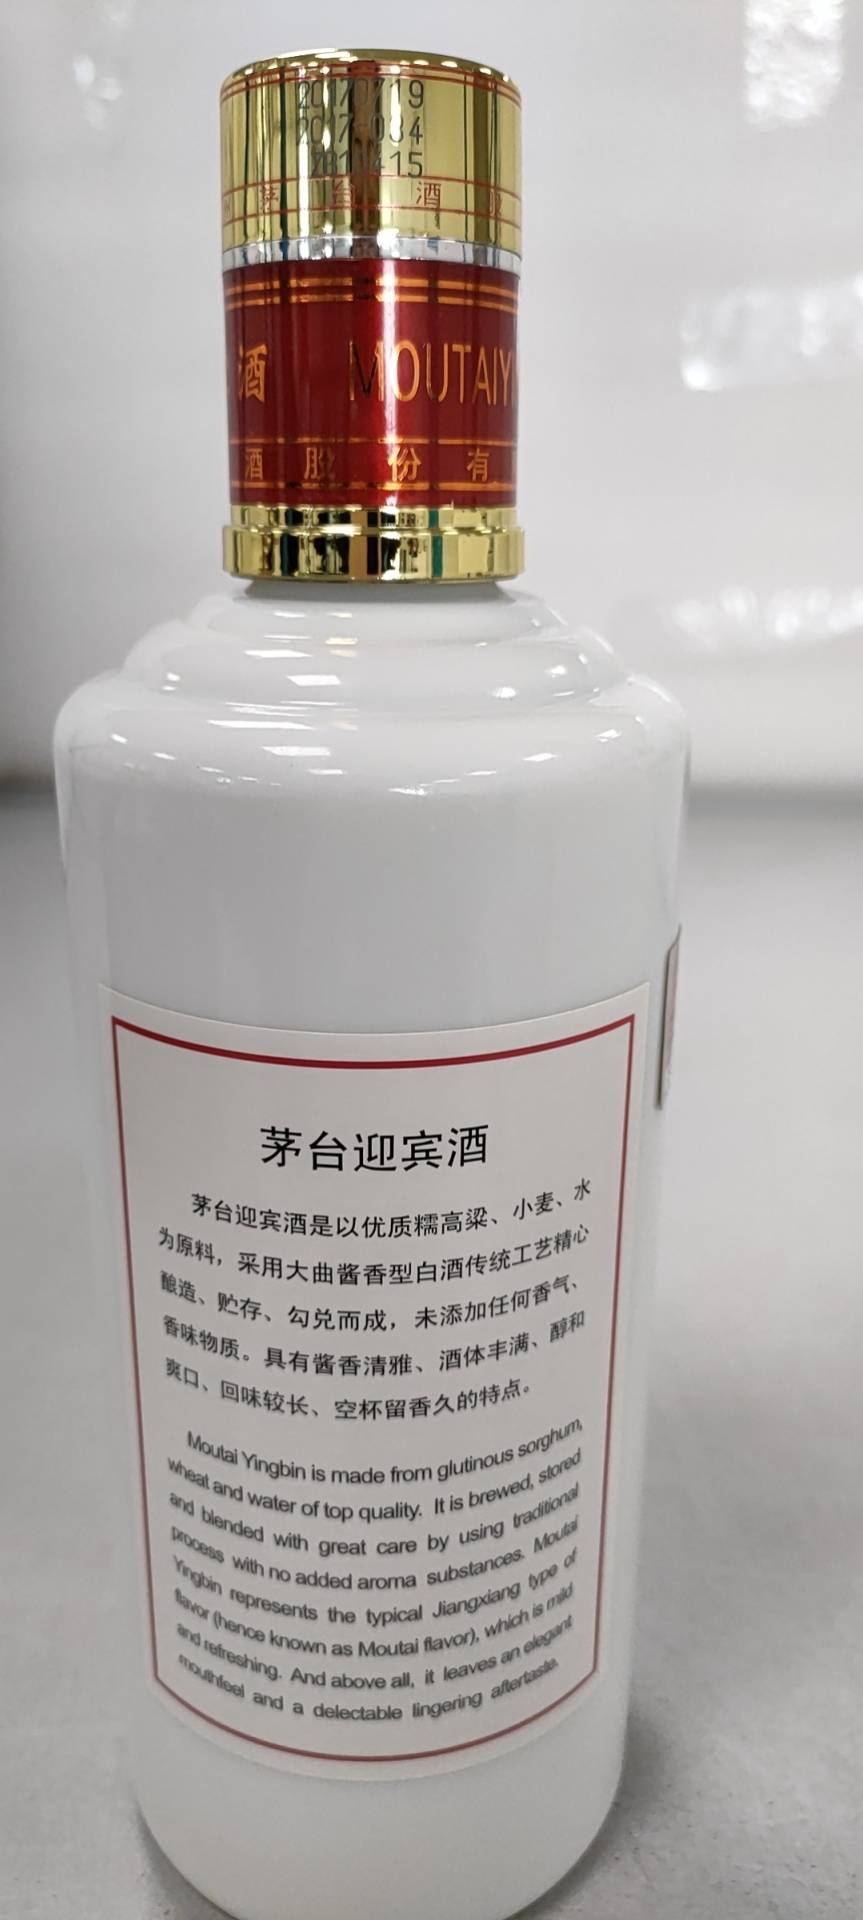 20170719
2017-034
茅台酒
酒 MOUTAIY
酒股份有
茅台迎宾酒
茅台迎宾酒是以优质糯高粱、小麦、水
为原料，采用大曲酱香型白酒传统工艺精心
酿造、贮存、勾兑而成，未添加任何香气、
香味物质。具有酱香清雅、酒体丰满、醇和
爽口、回味较长、空杯留香久的特点。
Moutai Yingbin is made from glutinous sorghum,
wheat and water of top quality. It is brewed, stored
and blended with great care by using traditional
process with no added aroma substances. Moutai
Yingbin represents the typical Jiangxiang type of
flavor (hence known as Moutai flavor), which is mild
and refreshing. And above all, it leaves an elegant
mouthfeel and a delectable lingering aftertaste.